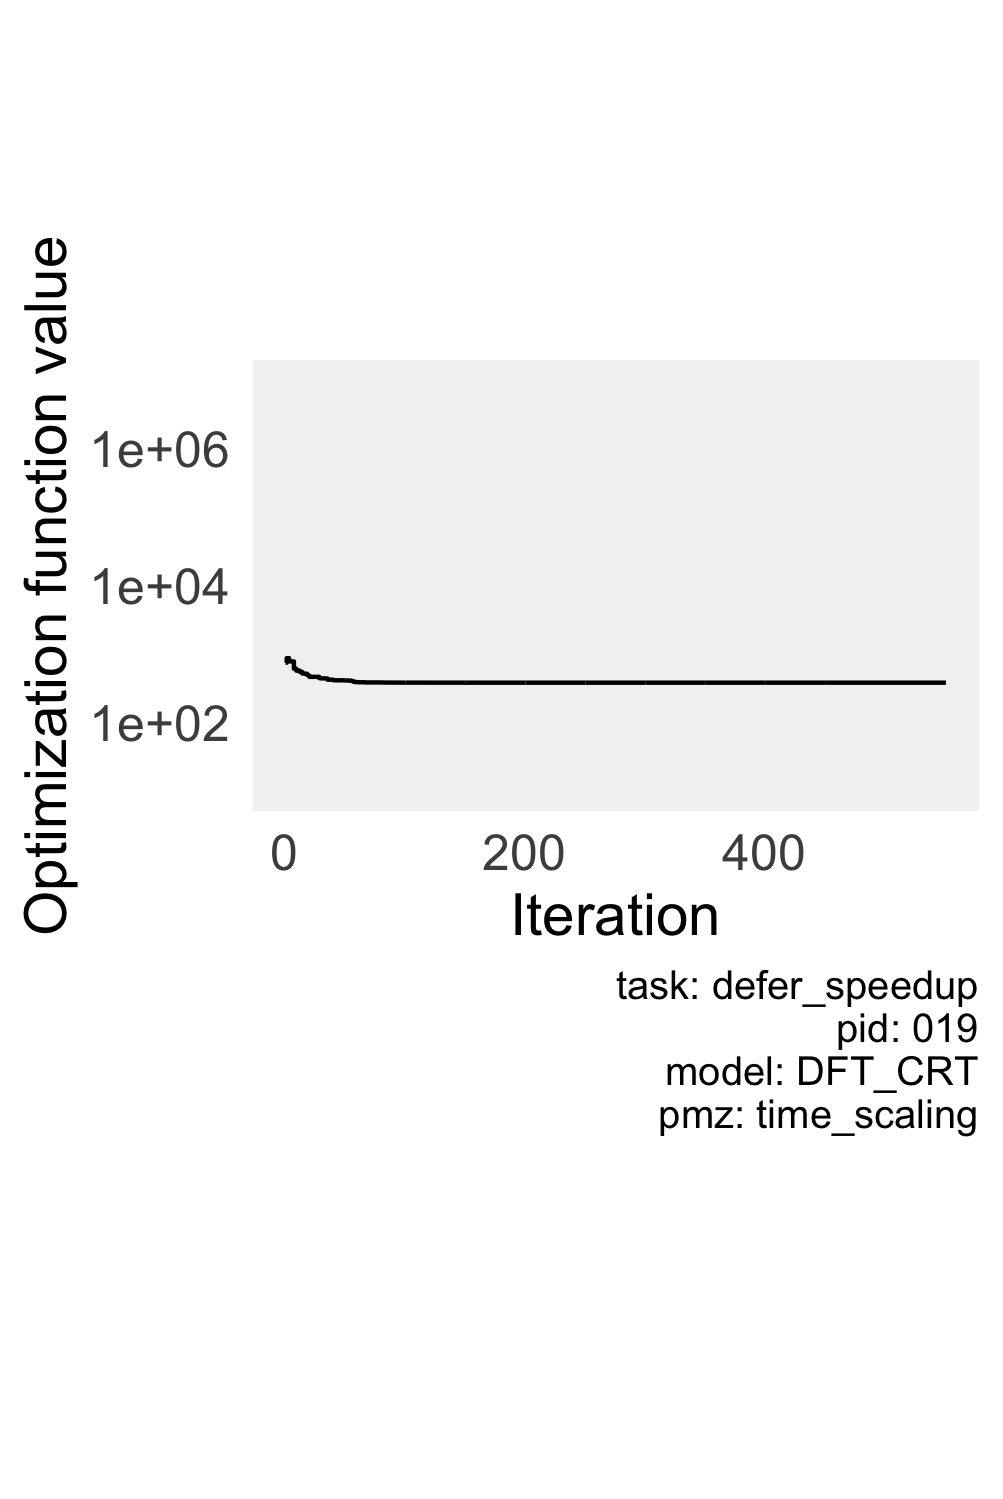 Optimization function value
1e+06
1e+04
1e+02
0 200 400
Iteration
task: defer_speedup
pid: 019
model: DFT_CRT
pmz: time_scaling